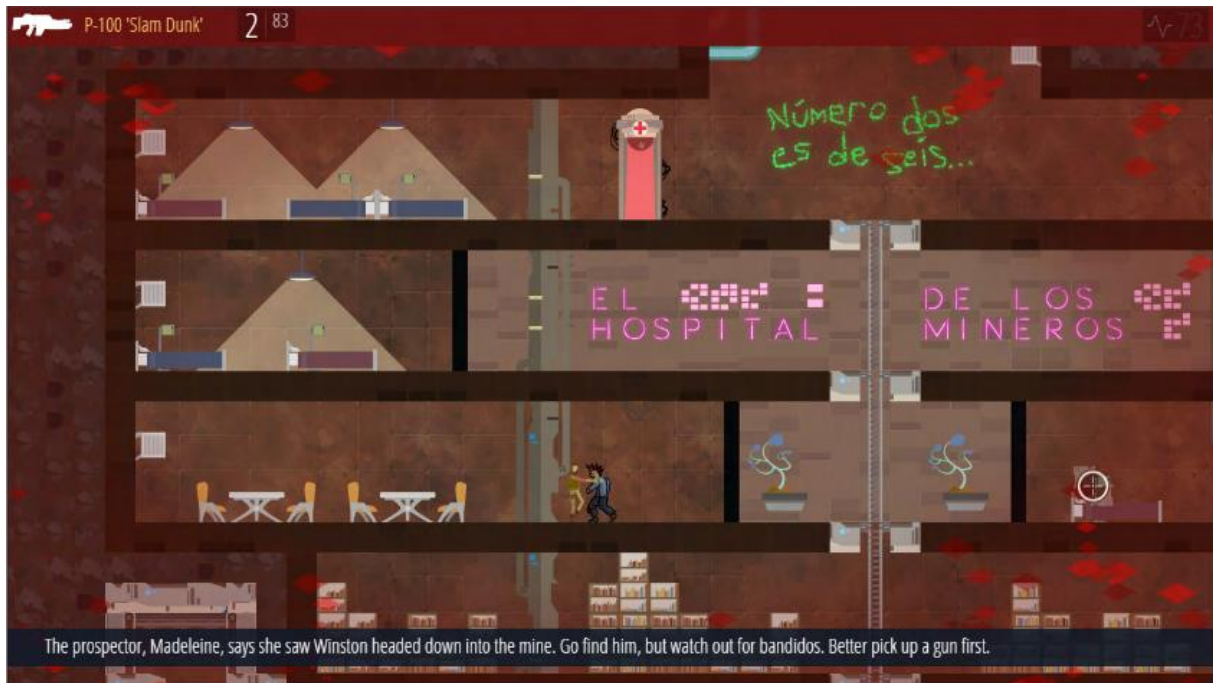 P-100 'Slam Dunk' 2 83
73
Número dos
es de seis...
EL
HOSPITAL
DE LOS
MINEROS
The prospector, Madeleine, says she saw Winston headed down into the mine. Go find him, but watch out for bandidos. Better pick up a gun first.